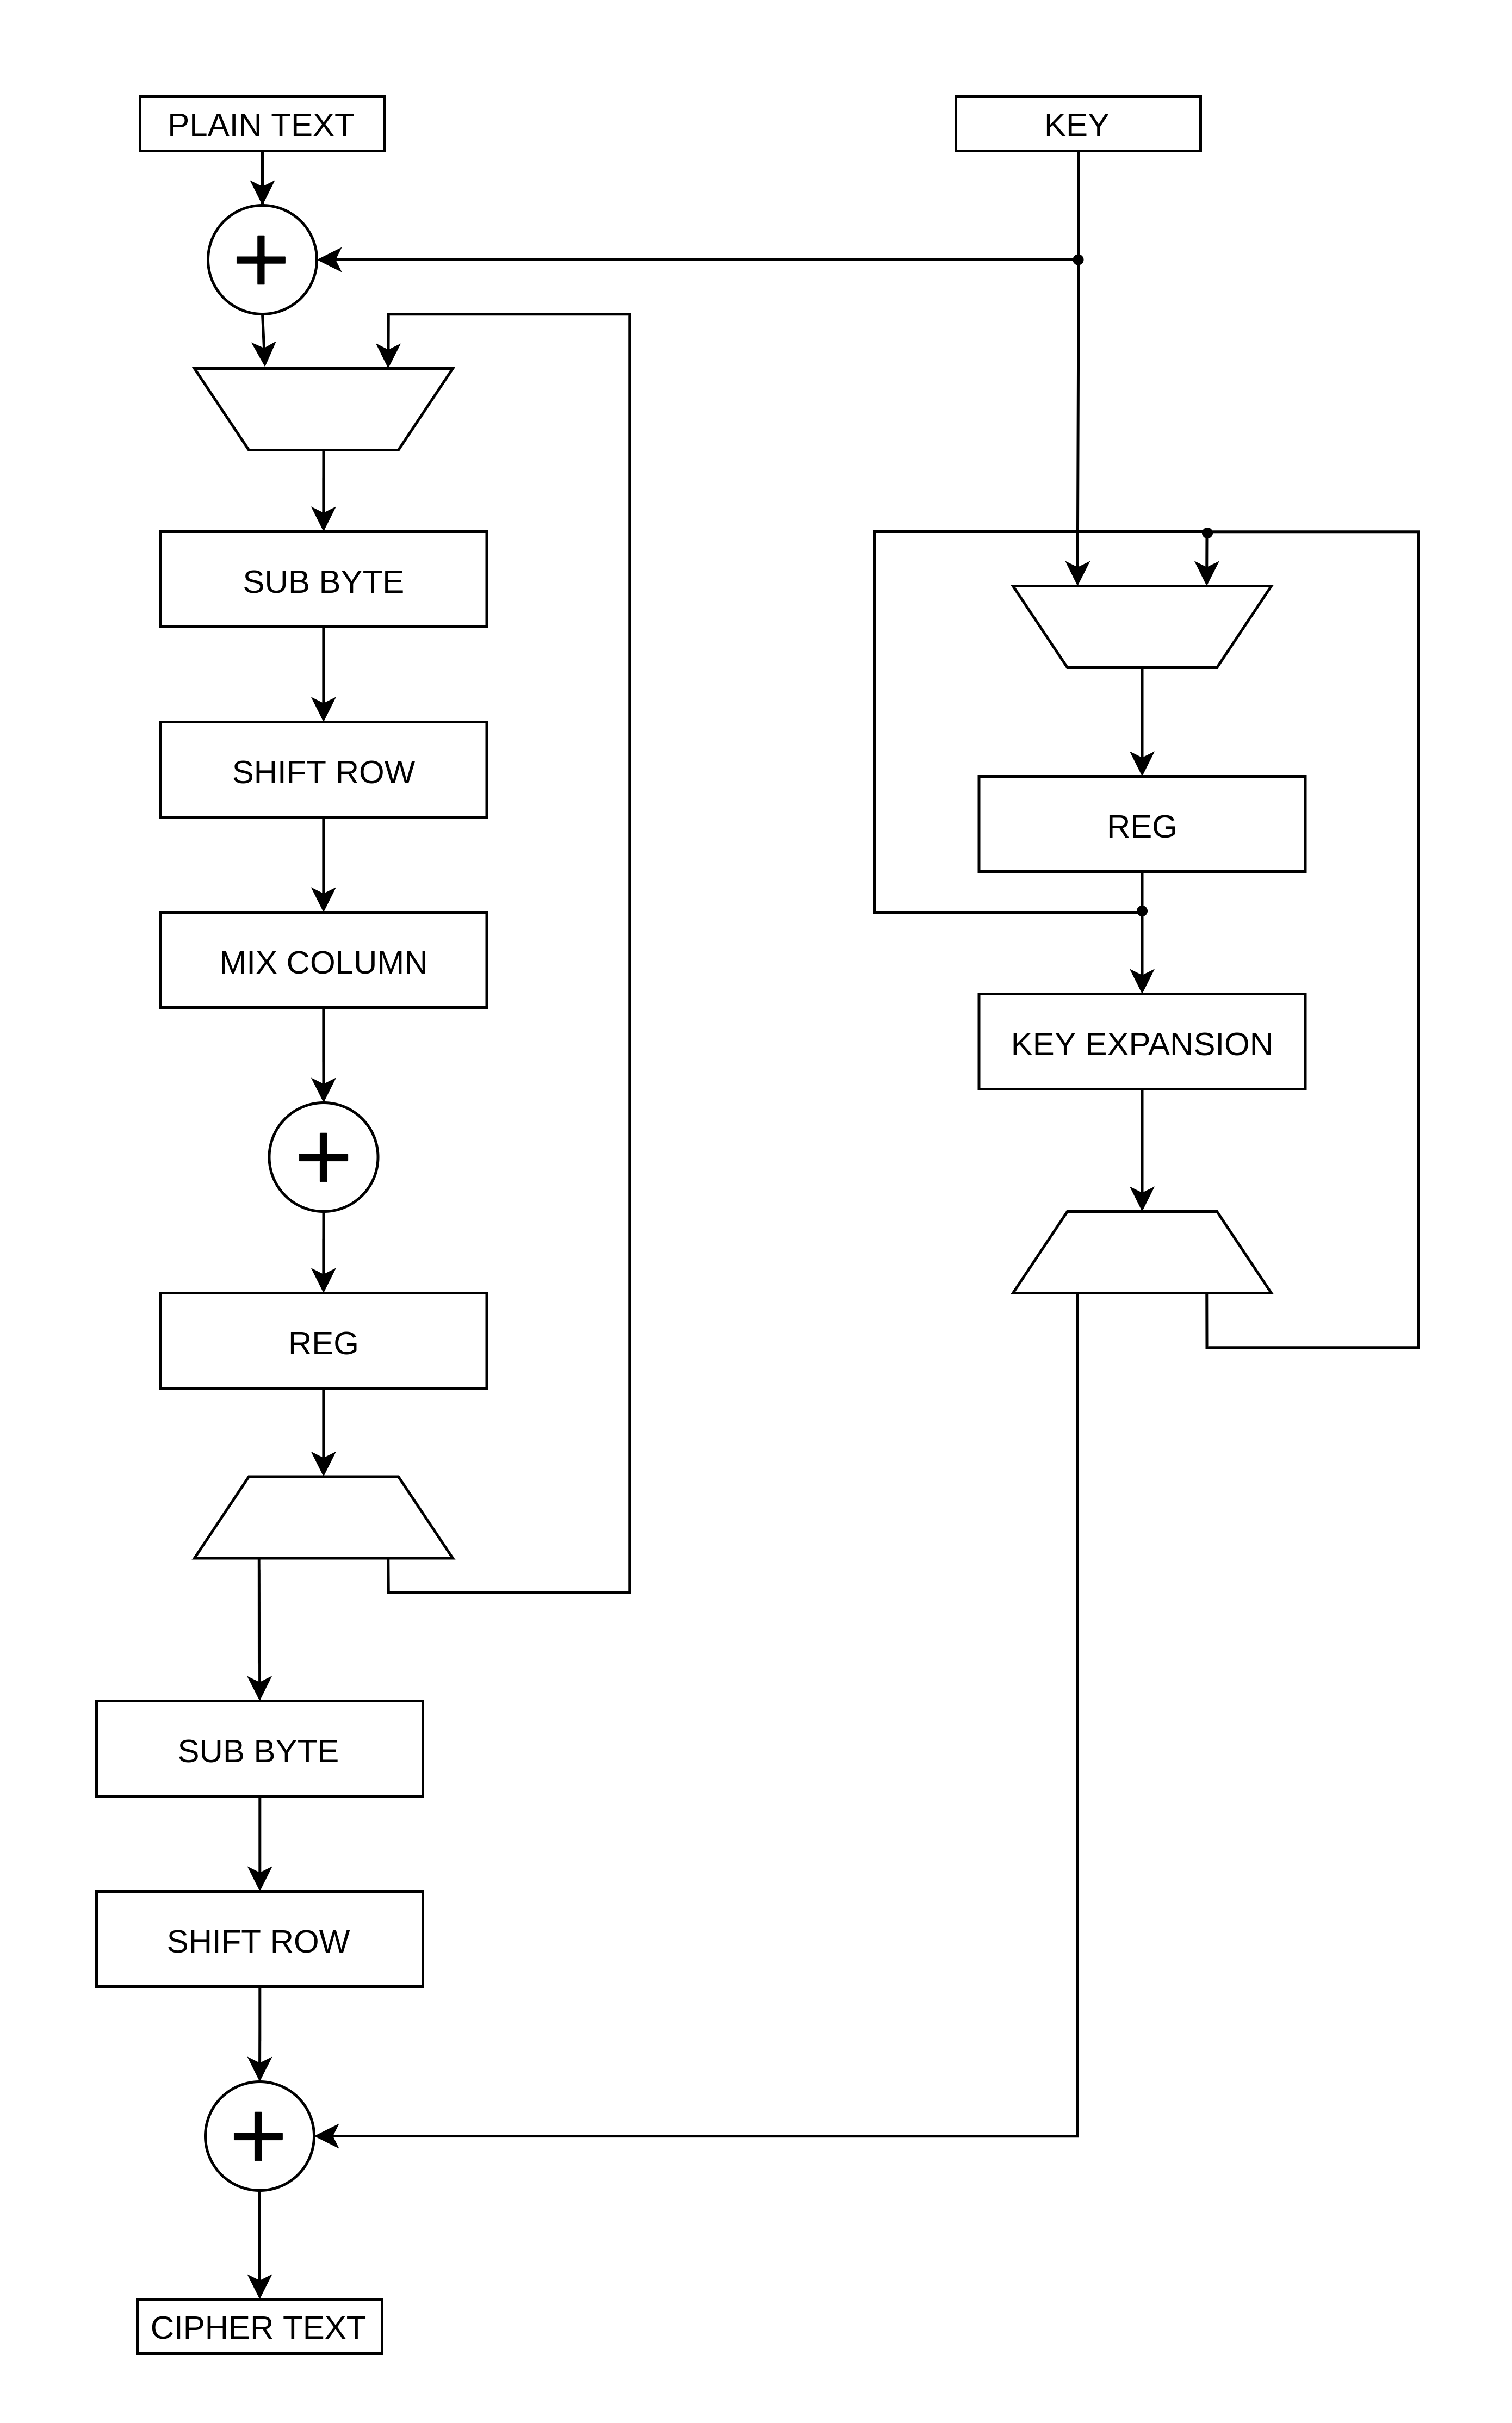 PLAIN TEXT
KEY
+
SUB BYTE
SHIFT ROW
MIX COLUMN
+
REG
SUB BYTE
SHIFT ROW
+
CIPHER TEXT
REG
KEY EXPANSION